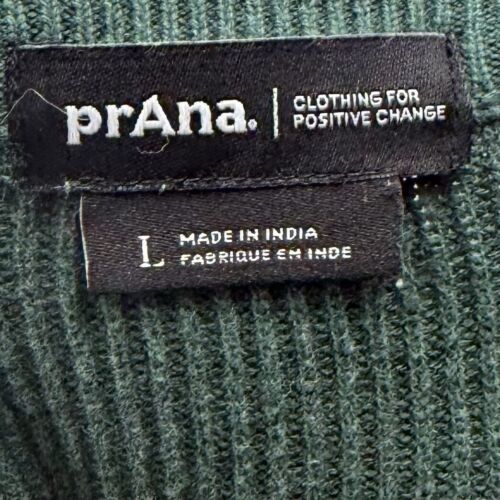 prAna.
CLOTHING FOR
POSITIVE CHANGE
L
MADE IN INDIA
FABRIQUE EN INDE